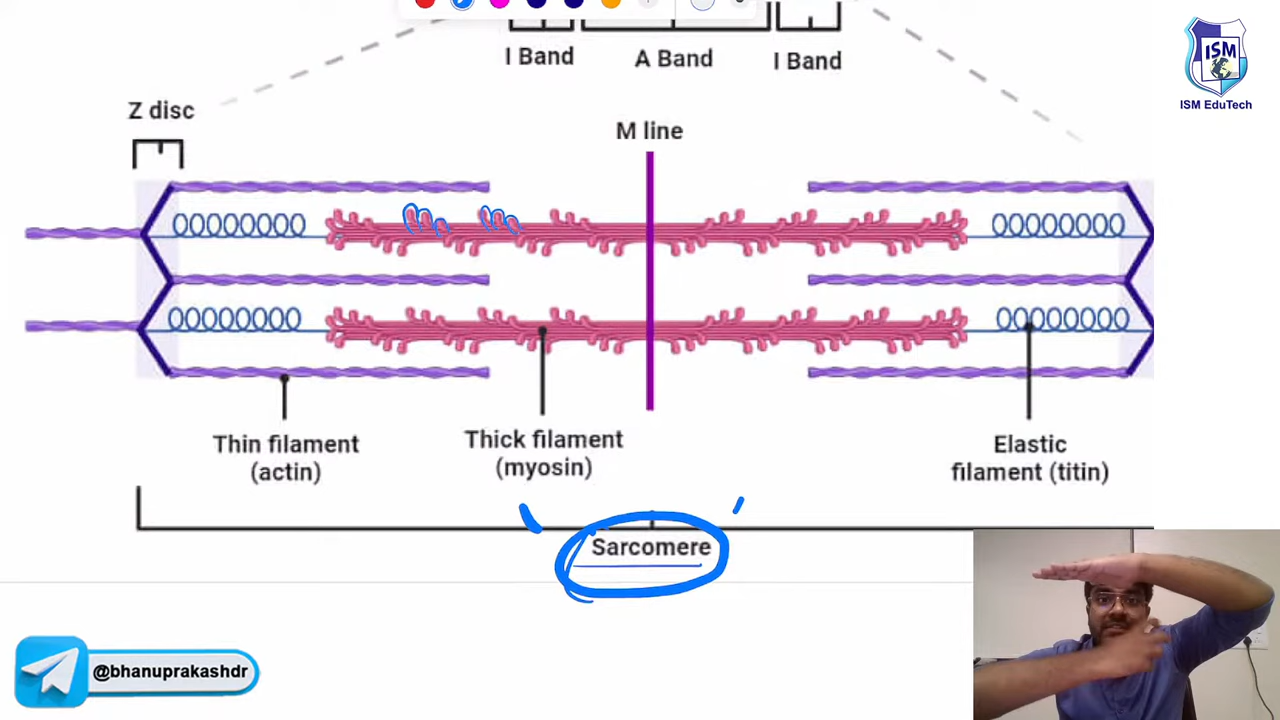 I Band
A Band
I Band
ISM
ISM EduTech
Z disc
M line
Thin filament
(actin)
Thick filament
(myosin)
Elastic
filament (titin)
Sarcomere
@bhanuprakashdr